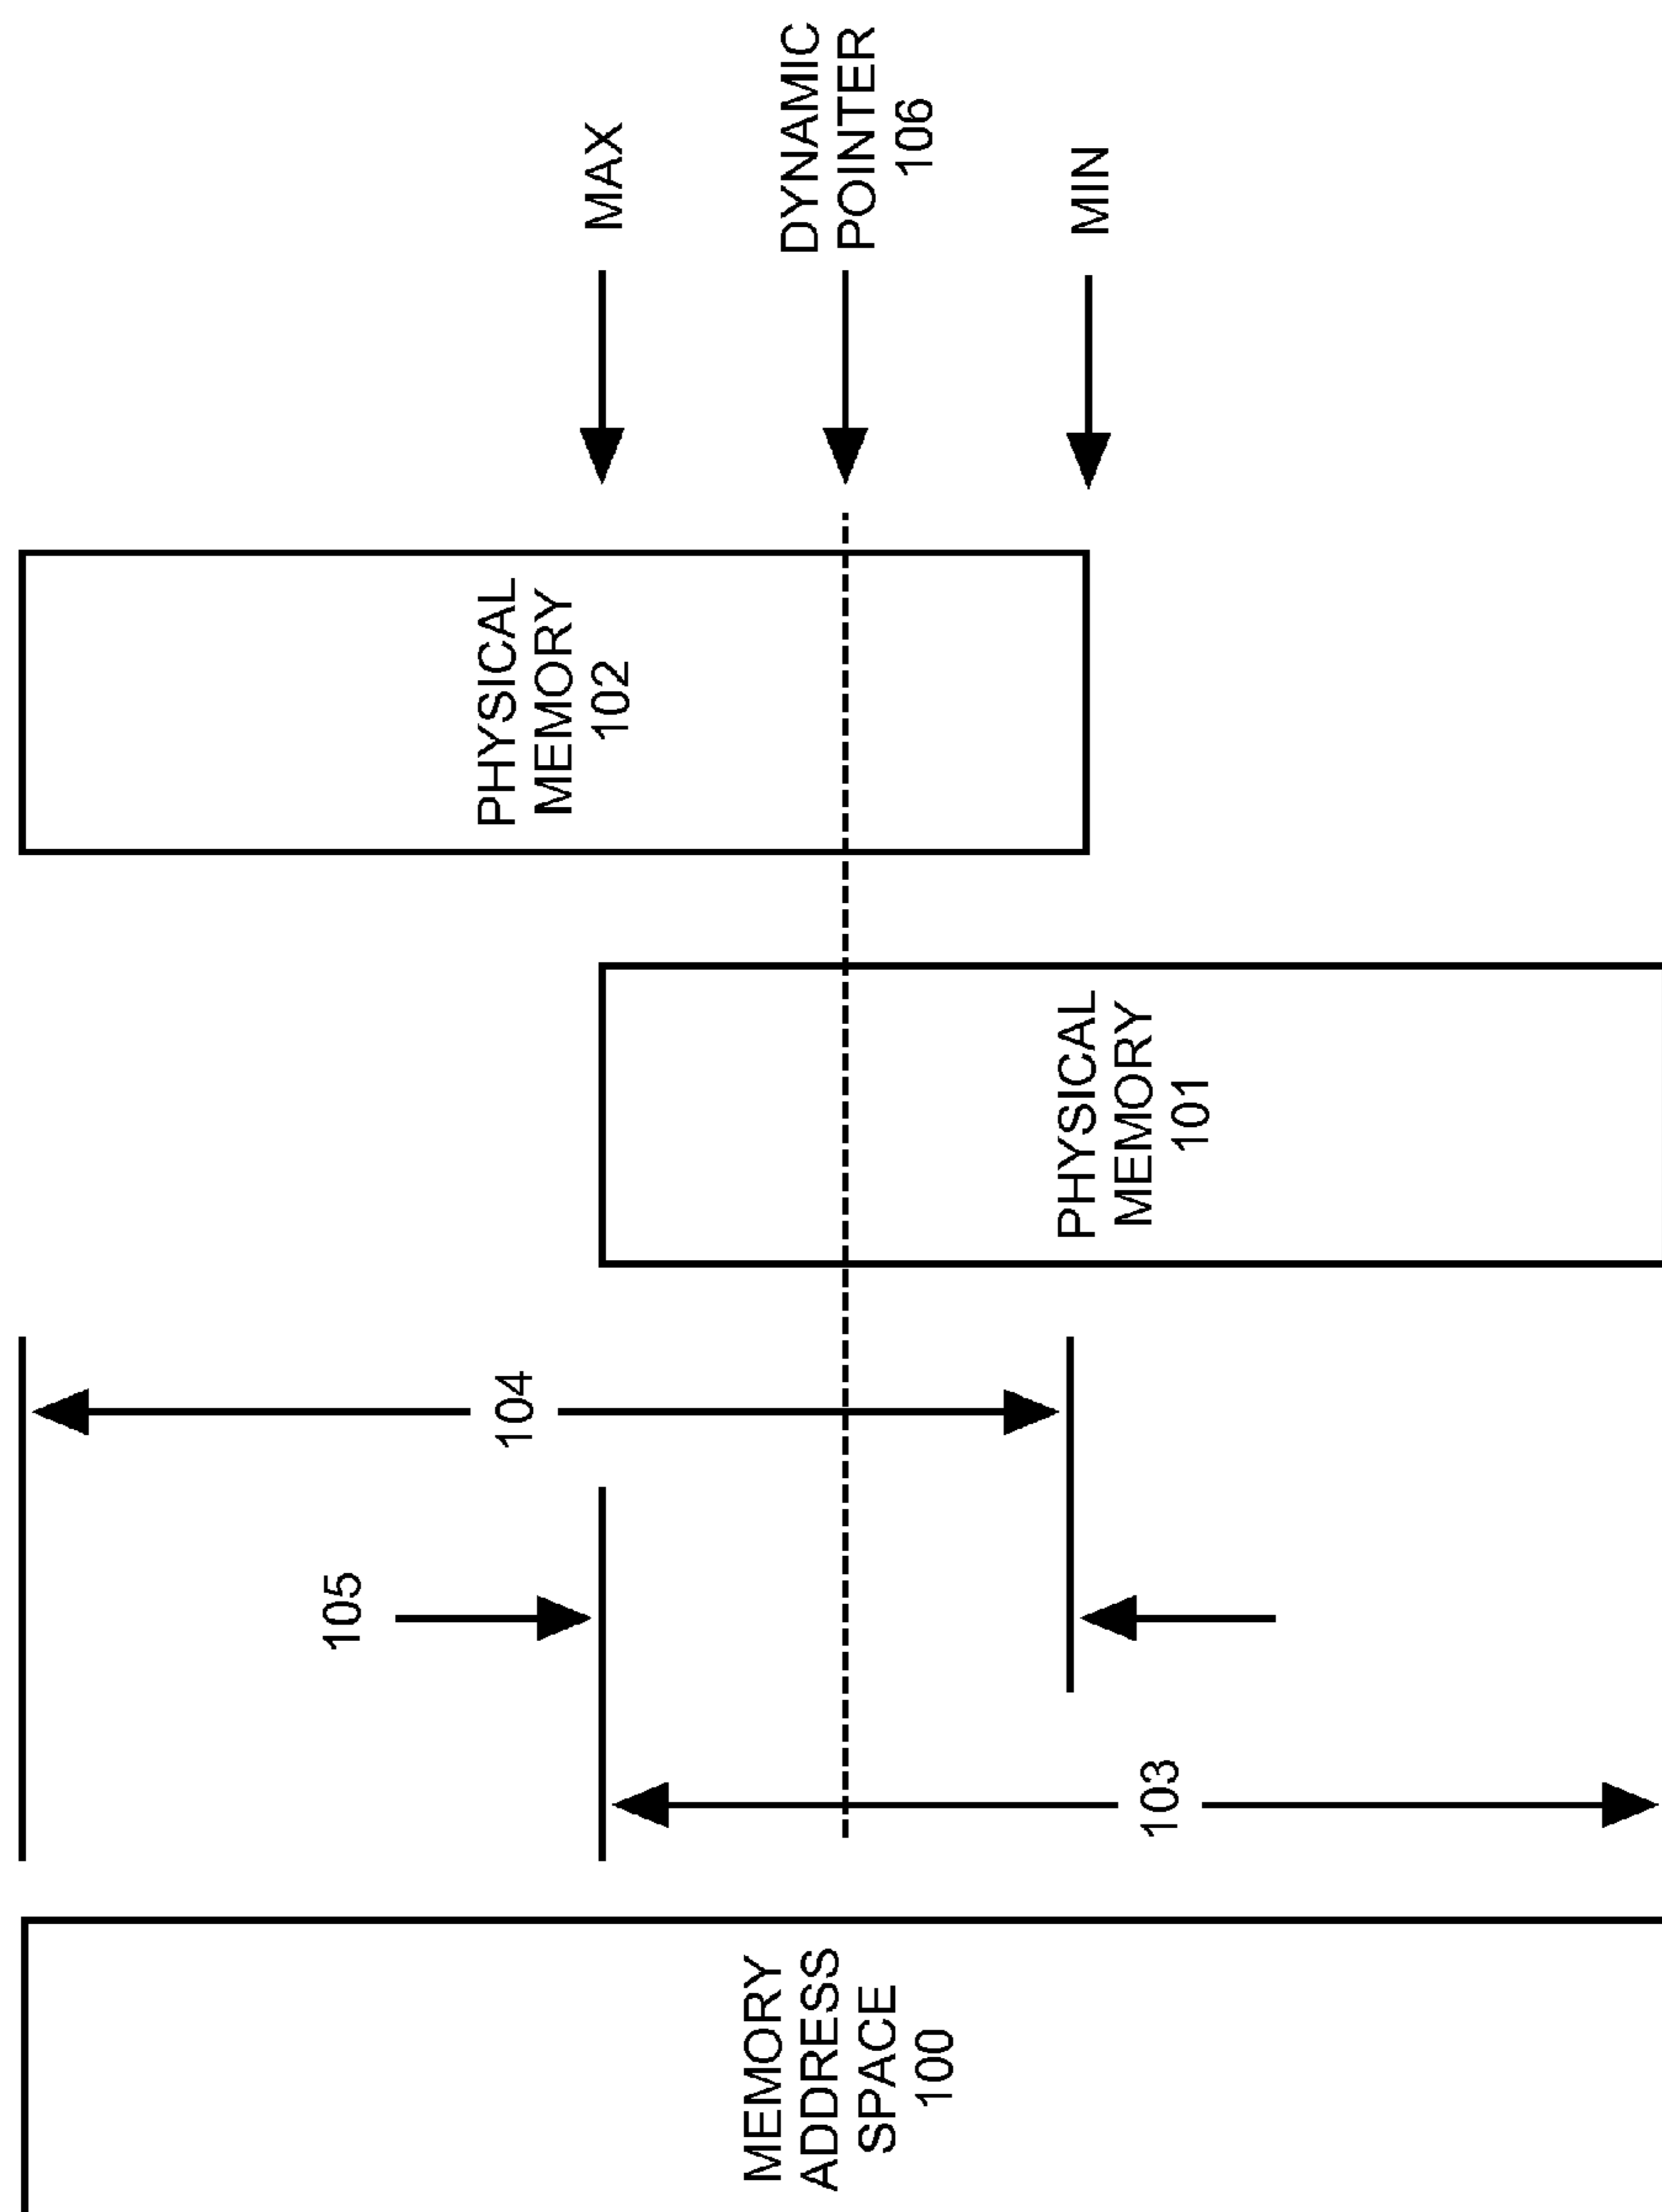 MEMORY
ADDRESS
SPACE
100
103
105
104
PHYSICAL
MEMORY
101
PHYSICAL
MEMORY
102
MAX
DYNAMIC
POINTER
106
MIN